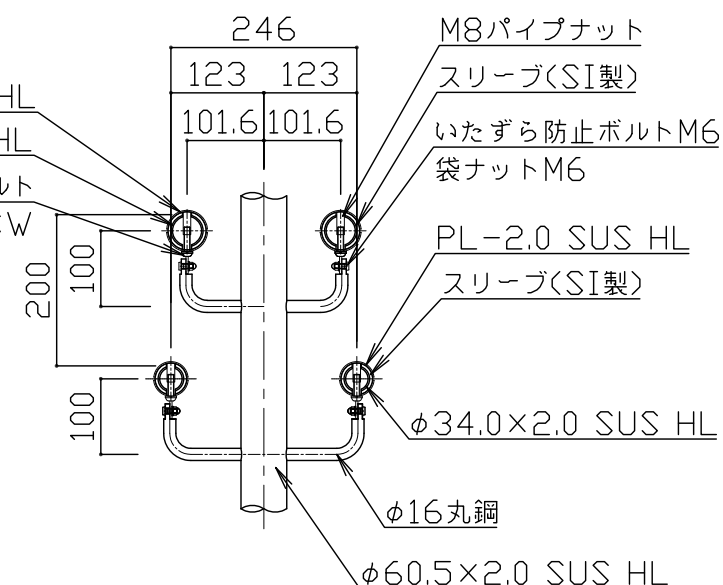 246
M8パイプナット
123
123
スリーブ(SI製)
HL
101.6
101.6
いたずら防止ボルトM6
HL
袋ナットM6
ルト
W
PL-2.0 SUS HL
100
スリーブ(SI製)
200
100
φ34.0×2.0 SUS HL
φ16丸鋼
φ60.5×2.0 SUS HL